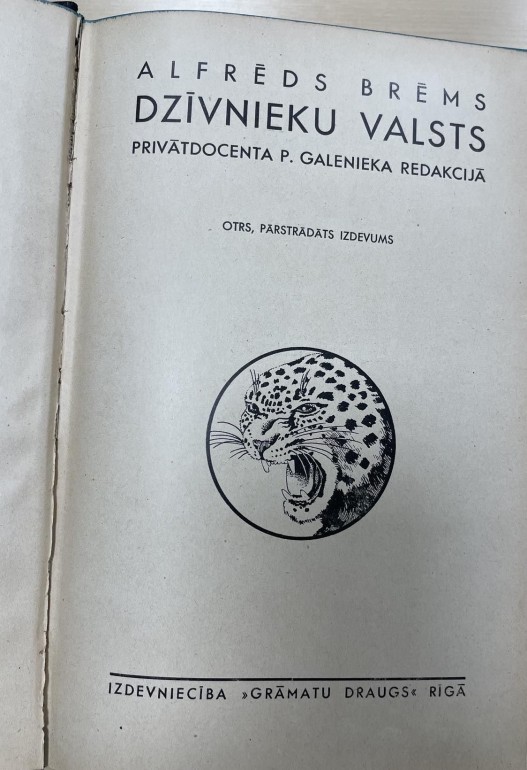 ALFRĒDS BRĒMS
DZĪVNIEKU VALSTS
PRIVĀTDOCENTA P. GALENIEKA REDAKCIJĀ
OTRS, PĀRSTRĀDĀTS IZDEVUMS
IZDEVNIECĪBA »GRĀMATU DRAUGS« RĪGĀ